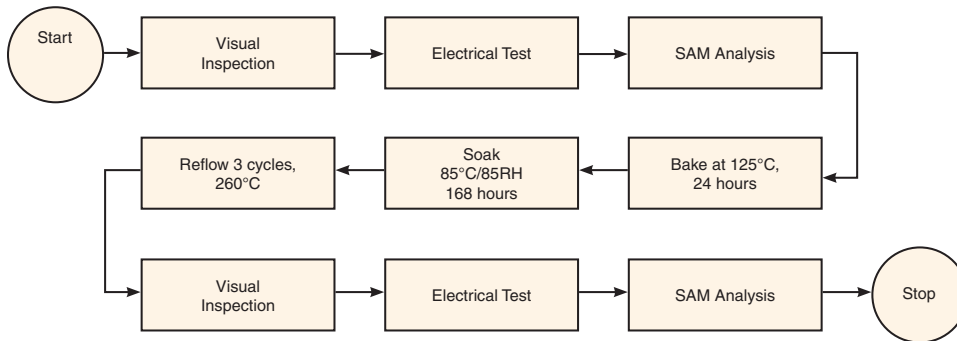 Start
Visual
Inspection
Electrical Test
SAM Analysis
Bake at 125°C,
24 hours
Soak
85°C/85RH
168 hours
Reflow 3 cycles,
260°C
Visual
Inspection
Electrical Test
SAM Analysis
Stop